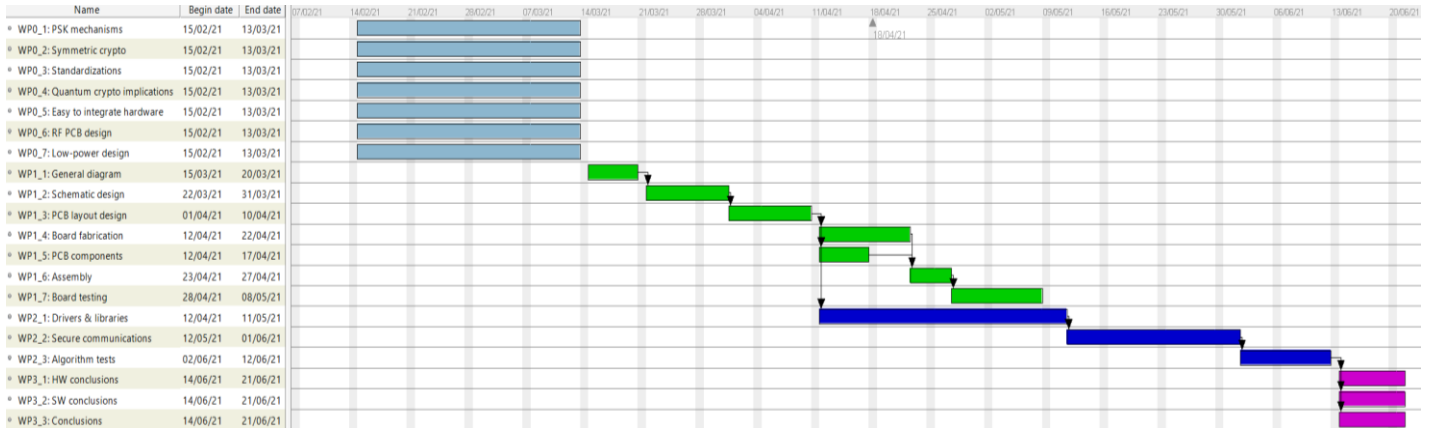 Name Begin date End date 07/02/21 14/02/21 21/02/21 28/02/21 07/03/21 14/03/21 21/03/21 28/03/21 04/04/21 11/04/21 18/04/21 25/04/21 02/05/21 09/05/21 16/05/21 23/05/21 30/05/21 06/06/21 13/06/21 20/06/21
WP0_1: PSK mechanisms 15/02/21 13/03/21
18/04/21
WP0_2: Symmetric crypto 15/02/21 13/03/21
WP0_3: Standardizations 15/02/21 13/03/21
WP0_4: Quantum crypto implications 15/02/21 13/03/21
WP0_5: Easy to integrate hardware 15/02/21 13/03/21
WP0_6: RF PCB design 15/02/21 13/03/21
WP0_7: Low-power design 15/02/21 13/03/21
WP1_1: General diagram 15/03/21 20/03/21
WP1_2: Schematic design 22/03/21 31/03/21
WP1_3: PCB layout design 01/04/21 10/04/21
WP1_4: Board fabrication 12/04/21 22/04/21
WP1_5: PCB components 12/04/21 17/04/21
WP1_6: Assembly 23/04/21 27/04/21
WP1_7: Board testing 28/04/21 08/05/21
WP2_1: Drivers & libraries 12/04/21 11/05/21
WP2_2: Secure communications 12/05/21 01/06/21
WP2_3: Algorithm tests 02/06/21 12/06/21
WP3_1: HW conclusions 14/06/21 21/06/21
WP3_2: SW conclusions 14/06/21 21/06/21
WP3_3: Conclusions 14/06/21 21/06/21